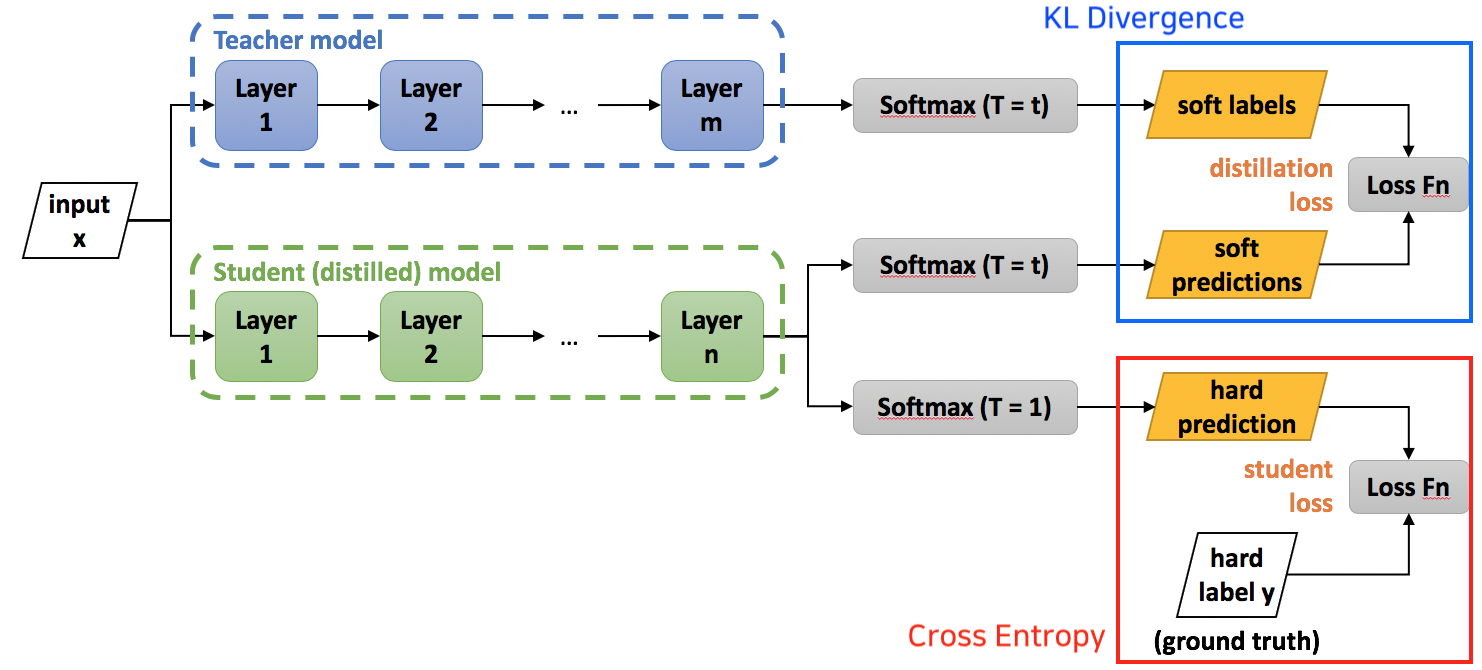 KL Divergence
Teacher model
Layer
1
Layer
2
...
Layer
m
Softmax (T = t)
soft labels
distillation
loss
Loss Fn
input
x
Student (distilled) model
Layer
1
Layer
2
...
Layer
n
Softmax (T = t)
soft
predictions
Softmax (T = 1)
hard
prediction
student
loss
Loss Fn
hard
label y
(ground truth)
Cross Entropy